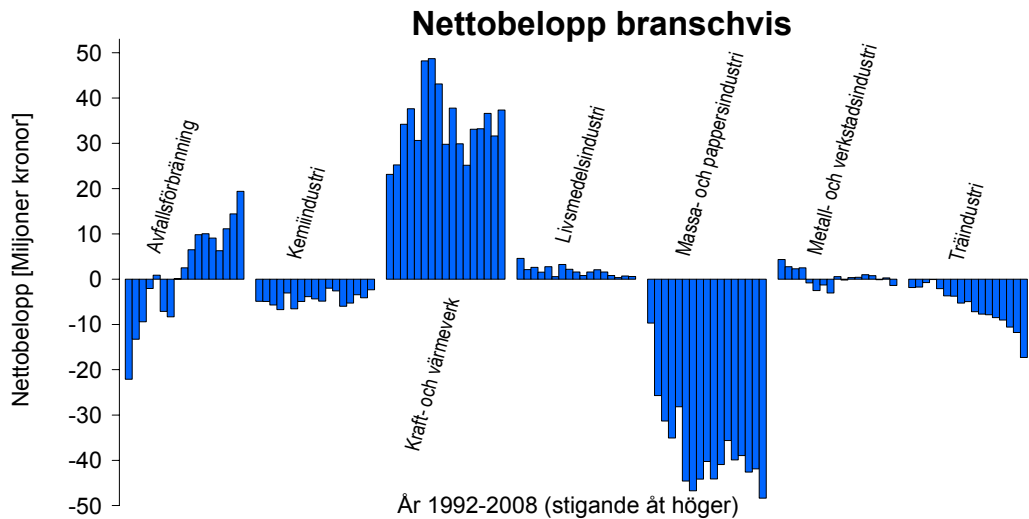 Nettobelopp branschvis
Nettobelopp [Miljoner kronor]
50
40
30
20
10
0
-10
-20
-30
-40
-50
Avfallsförbränning
Kemiindustri
Kraft- och värmeverk
Livsmedelsindustri
Massa- och pappersindustri
Metall- och verkstadsindustri
Träindustri
År 1992-2008 (stigande åt höger)